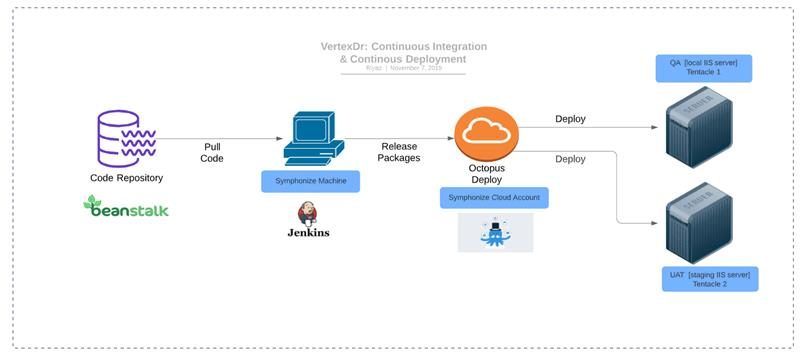 VertexDr: Continuous Integration
& Continous Deployment
Riyaz | November 7, 2019
QA [local IIS server]
Tentacle 1
SERVER
Deploy
Pull
Code
Release
Packages
Deploy
Code Repository
Octopus
Deploy
Symphonize Machine
Symphonize Cloud Account
beanstalk
Jenkins
SERVER
UAT [staging IIS server]
Tentacle 2